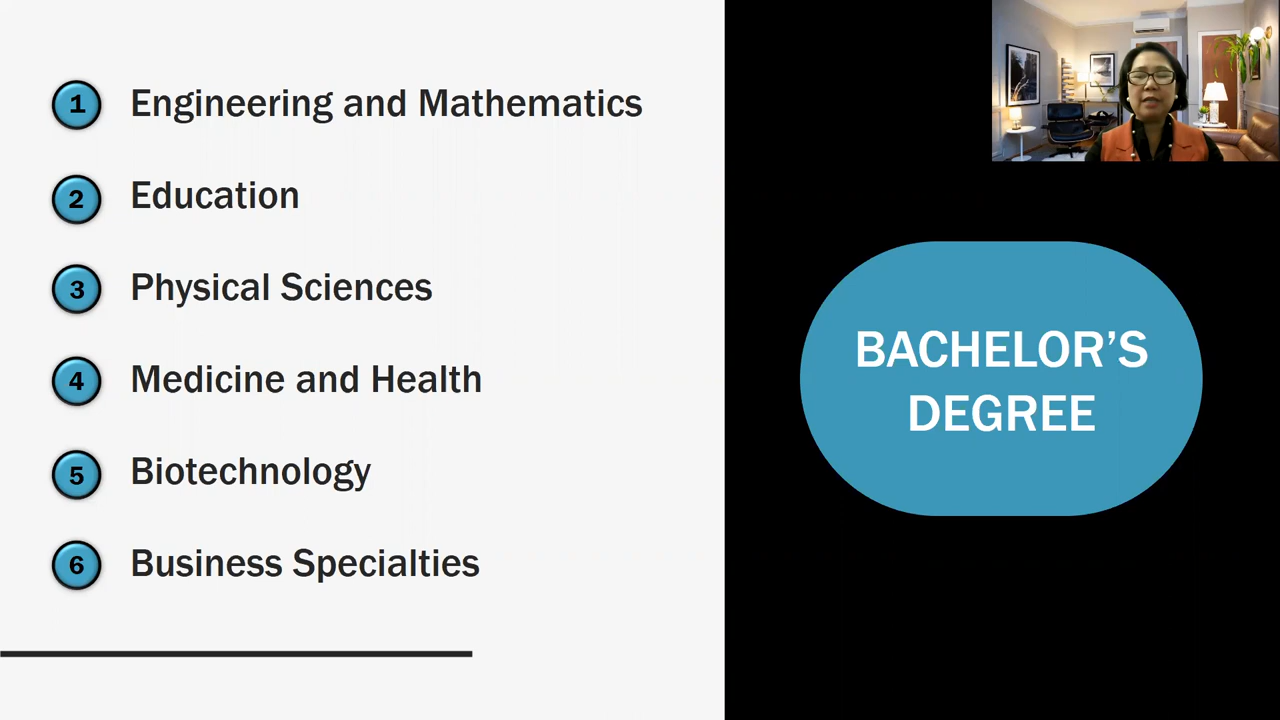 1 Engineering and Mathematics
2 Education
3 Physical Sciences
4 Medicine and Health
5 Biotechnology
6 Business Specialties
BACHELOR’S
DEGREE